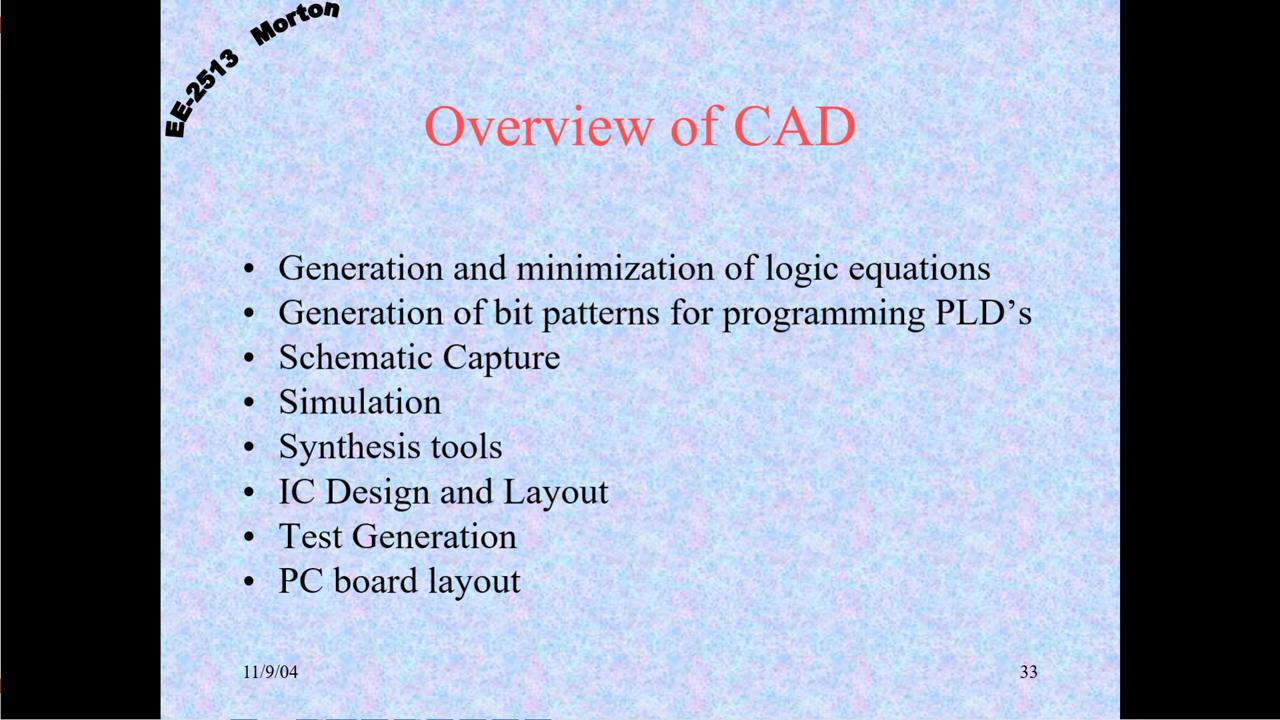 EE-2513 Morton
Overview of CAD
• Generation and minimization of logic equations
• Generation of bit patterns for programming PLD’s
• Schematic Capture
• Simulation
• Synthesis tools
• IC Design and Layout
• Test Generation
• PC board layout
11/9/04
33